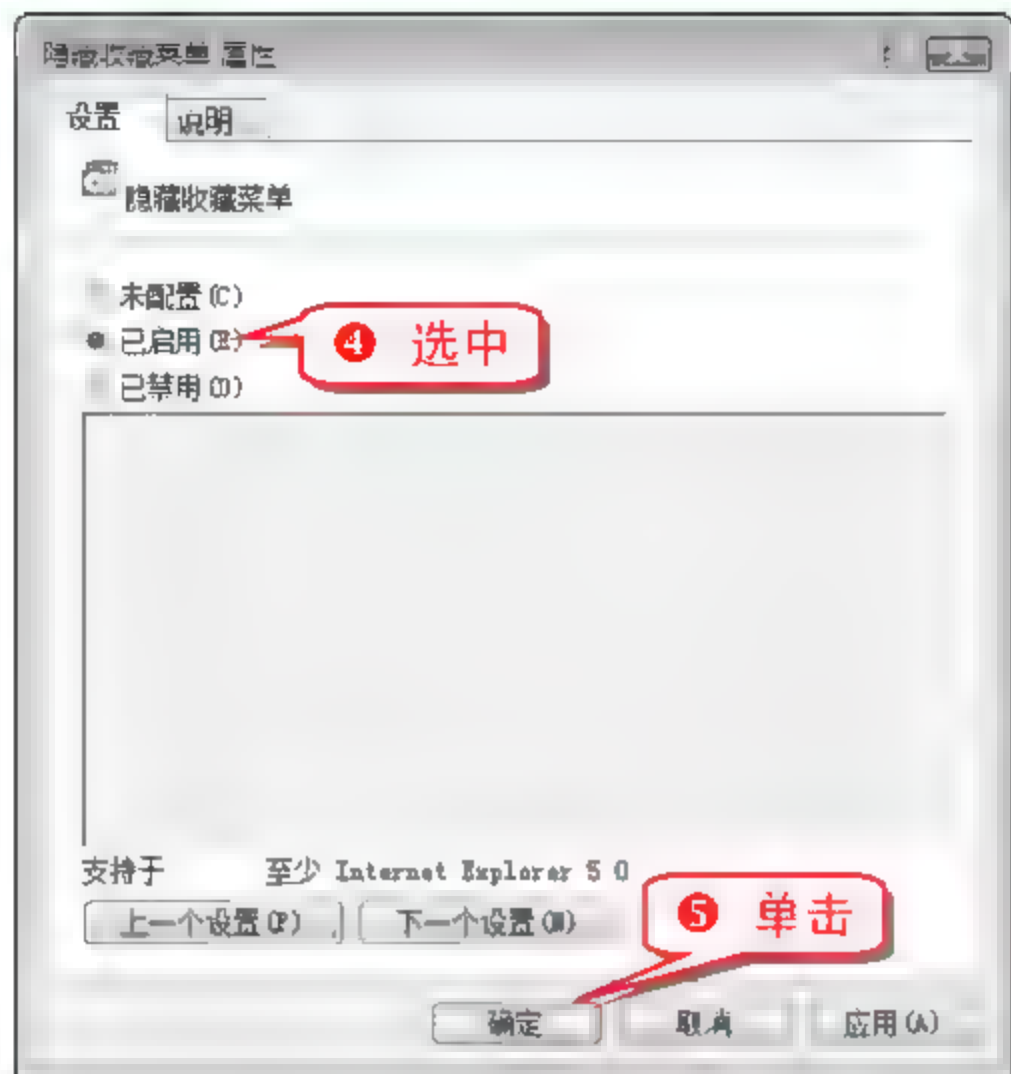 隐藏收藏菜单 属性
设置 说明
隐藏收藏菜单
未配置(C)
已启用(E)
❹ 选中
已禁用(D)
支持于 至少 Internet Explorer 5 0
上一个设置(P) 下一个设置(N)
❺ 单击
确定 取消 应用(A)